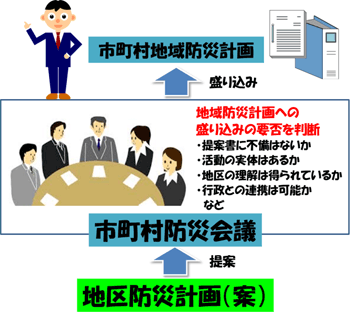 市町村地域防災計画
盛り込み
地域防災計画への
盛り込みの要否を判断
・提案書に不備はないか
・活動の実体はあるか
・地区の理解は得られているか
・行政との連携は可能か
など
市町村防災会議
提案
地区防災計画(案)